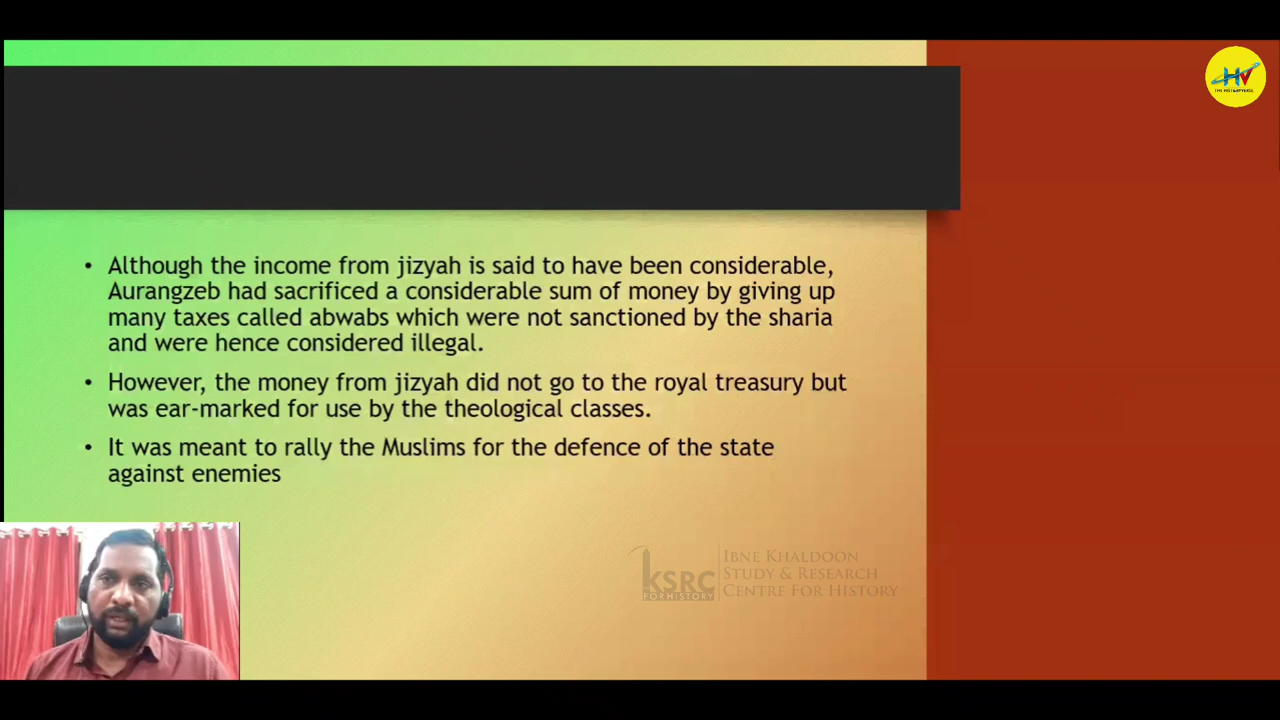 HV
THE HISTORYVERSE
• Although the income from jizyah is said to have been considerable,
Aurangzeb had sacrificed a considerable sum of money by giving up
many taxes called abwabs which were not sanctioned by the sharia
and were hence considered illegal.
• However, the money from jizyah did not go to the royal treasury but
was ear-marked for use by the theological classes.
• It was meant to rally the Muslims for the defence of the state
against enemies
IKSRC
FOR HISTORY
IBNE KHALDOON
STUDY & RESEARCH
CENTRE FOR HISTORY